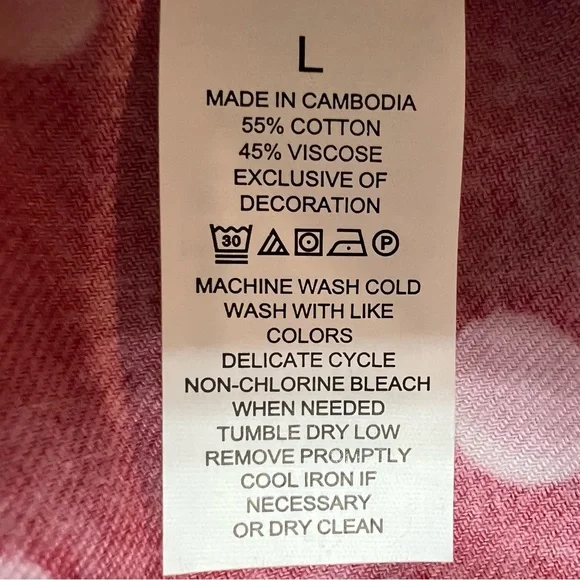 L
MADE IN CAMBODIA
55% COTTON
45% VISCOSE
EXCLUSIVE OF
DECORATION
30 P
MACHINE WASH COLD
WASH WITH LIKE
COLORS
DELICATE CYCLE
NON-CHLORINE BLEACH
WHEN NEEDED
TUMBLE DRY LOW
REMOVE PROMPTLY
COOL IRON IF
NECESSARY
OR DRY CLEAN